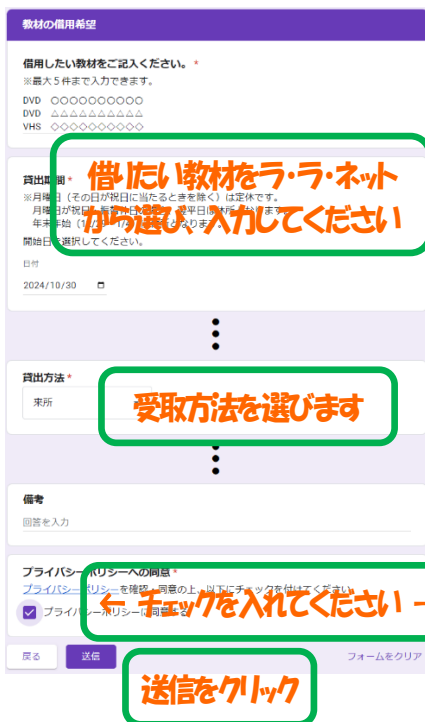 教材の借用希望
借用したい教材をご記入ください。*
※最大5件まで入力できます。
DVD ○○○○○○○○○○
DVD △△△△△△△△△△
VHS ◇◇◇◇◇◇◇◇◇◇
借りたい教材をラ・ラ・ネット
から選び、入力してください
貸出期間*
※月曜日（その日が祝日に当たるときを除く）は定休です。
月曜日が祝日
年末年始
開始日を選択してください。
日付
2024/10/30
貸出方法*
来所
受取方法を選びます
備考
回答を入力
プライバシーポリシーへの同意*
プライバシーポリシーを確認・同意の上、以下にチェックを付けてください。
← チェックを入れてください
プライバシーポリシーに同意する
戻る
送信
フォームをクリア
送信をクリック